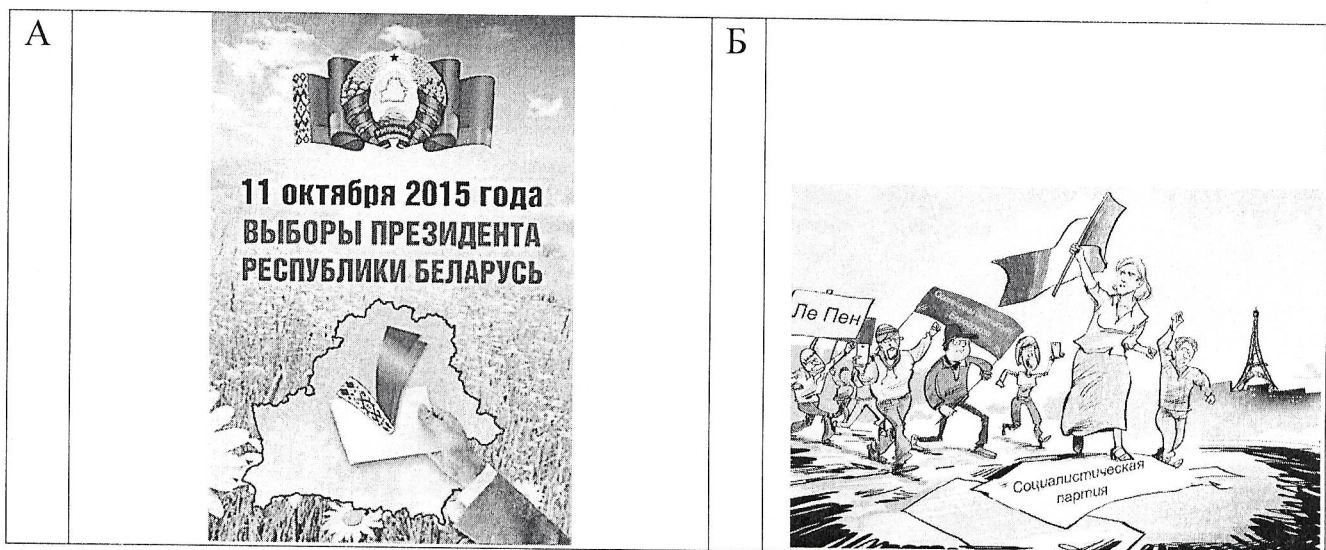 А
11 октября 2015 года
ВЫБОРЫ ПРЕЗИДЕНТА
РЕСПУБЛИКИ БЕЛАРУСЬ
Б
Ле Пен
Социалистическая
партия